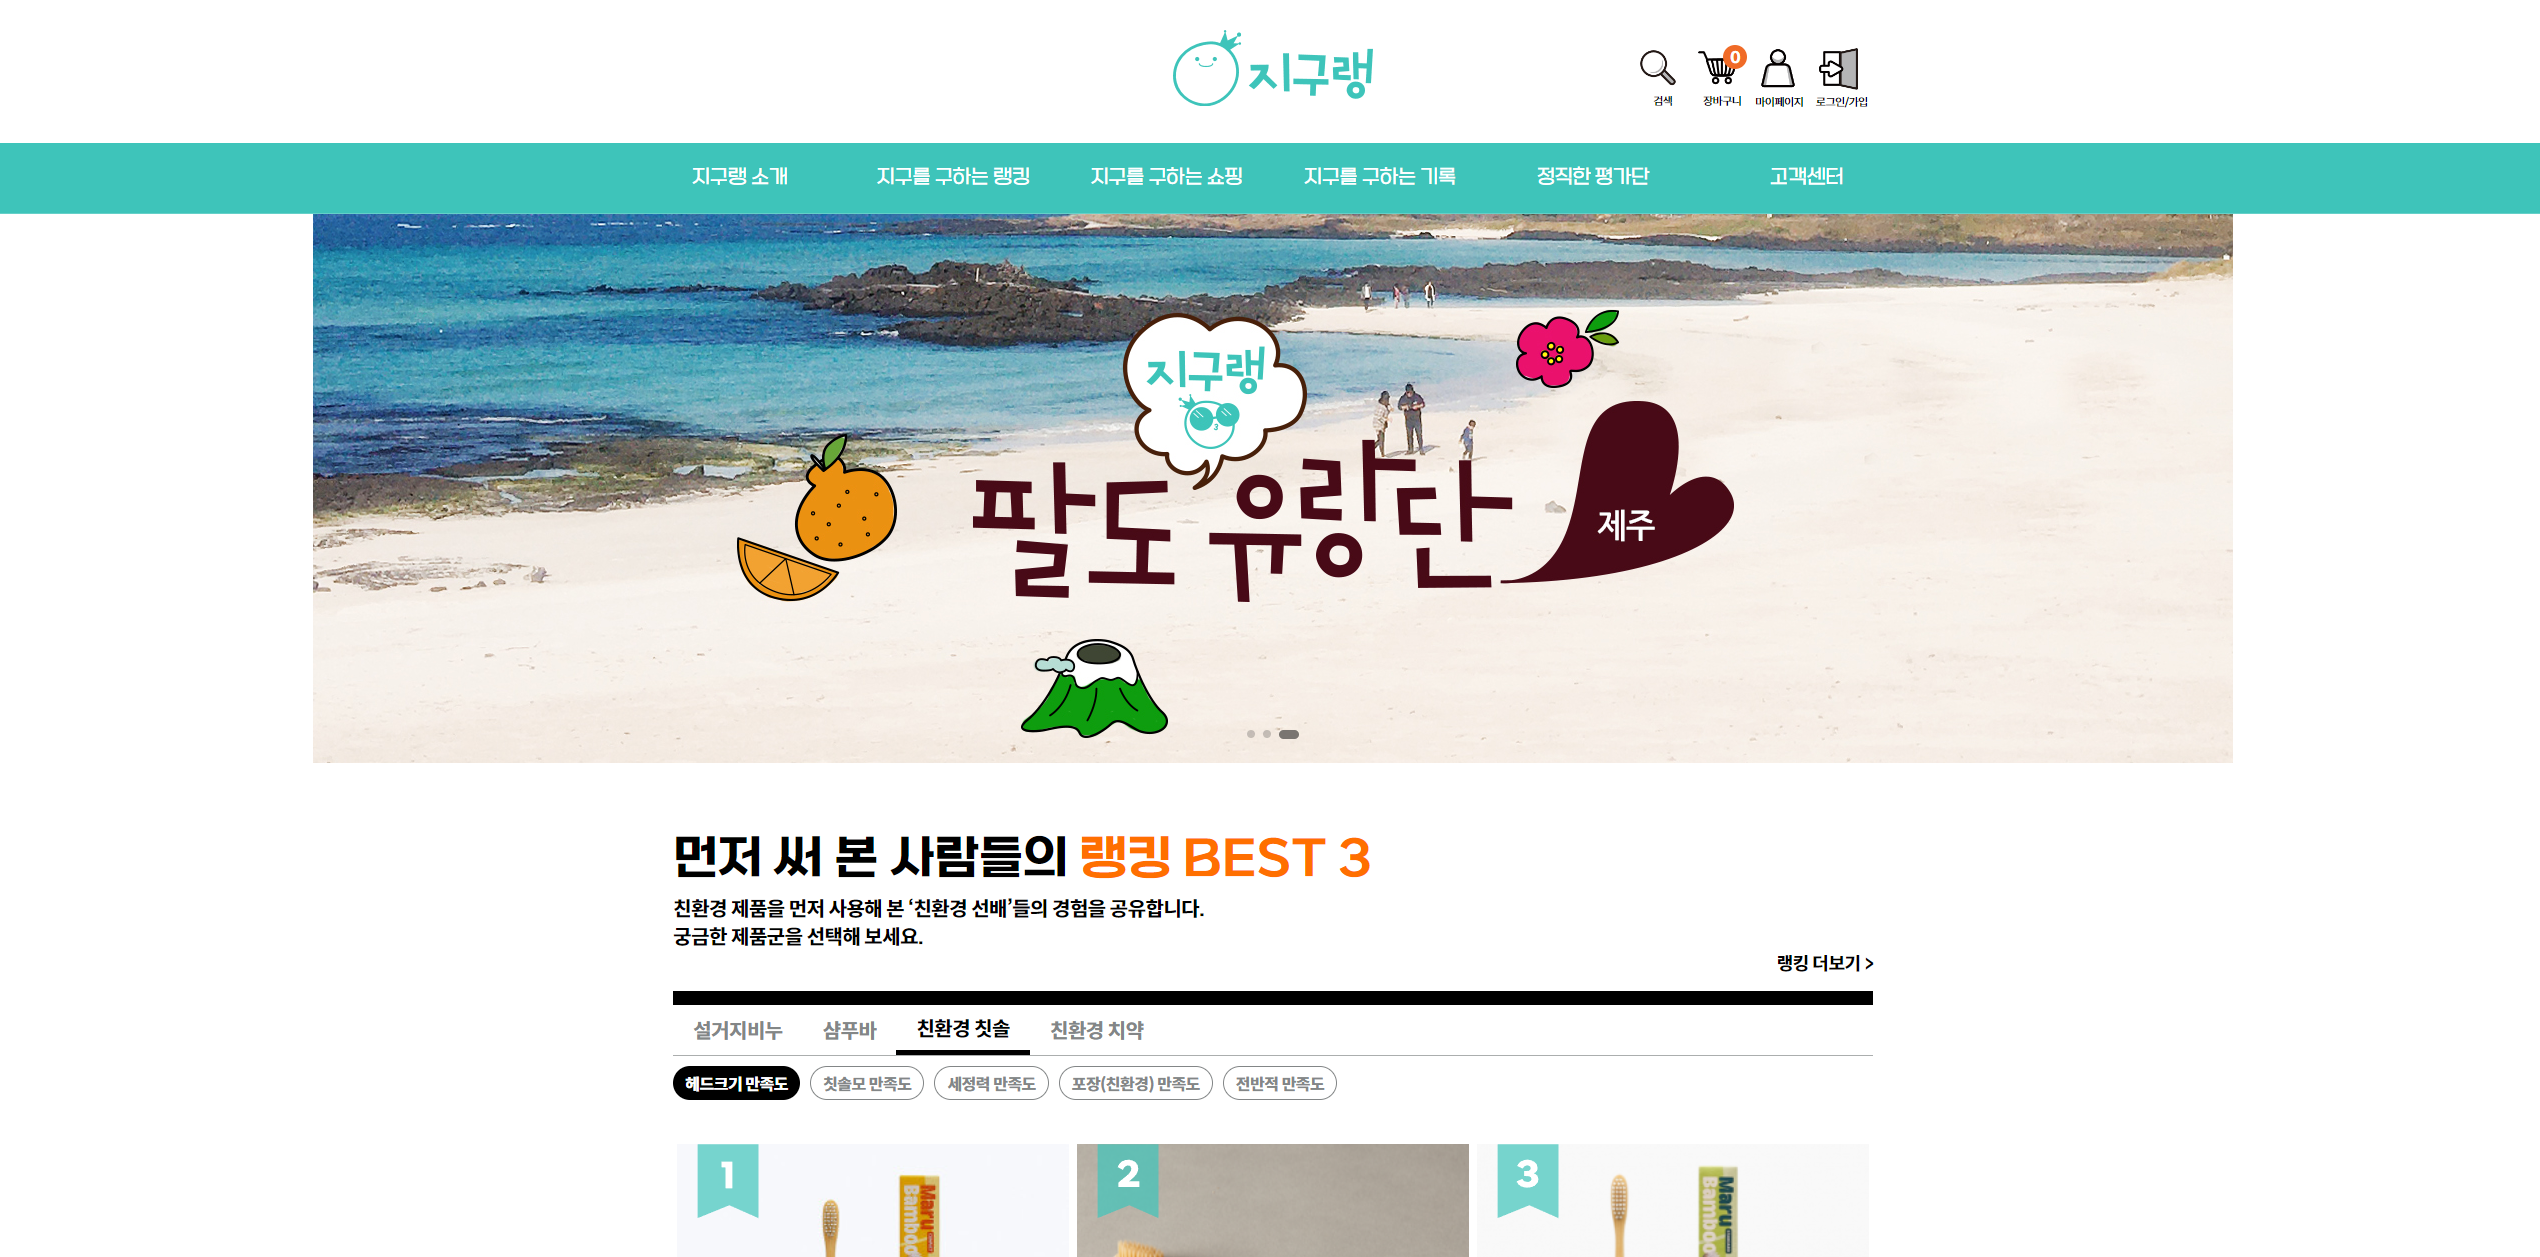 지구랭
0
검색
장바구니
마이페이지
로그인/가입
지구랭 소개
지구를 구하는 랭킹
지구를 구하는 쇼핑
지구를 구하는 기록
정직한 평가단
고객센터
지구랭
팔도 유랑단
제주
먼저 써 본 사람들의 랭킹 BEST 3
친환경 제품을 먼저 사용해 본 ‘친환경 선배’들의 경험을 공유합니다.
궁금한 제품군을 선택해 보세요.
랭킹 더보기 >
설거지비누
샴푸바
친환경 칫솔
친환경 치약
헤드크기 만족도
칫솔모 만족도
세정력 만족도
포장(친환경) 만족도
전반적 만족도
1
2
3
Maru
Bamboo
Maru
Bamboo